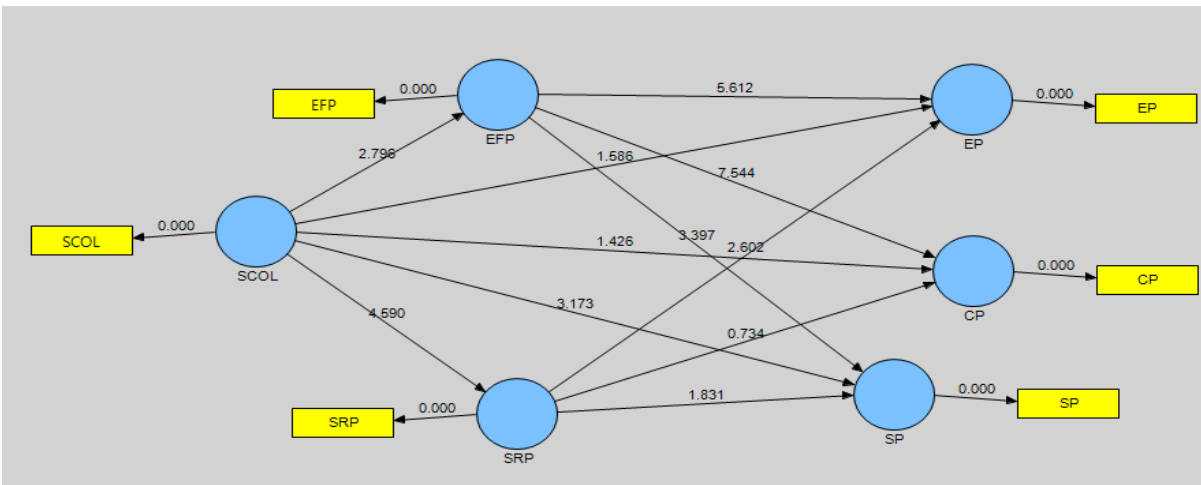 0.000
EFP
EFP
5.612
EP
0.000
EP
2.796
1.586
7.544
0.000
SCOL
SCOL
3.397
2.602
1.426
CP
0.000
CP
4.590
3.173
0.734
0.000
SRP
SRP
1.831
SP
0.000
SP